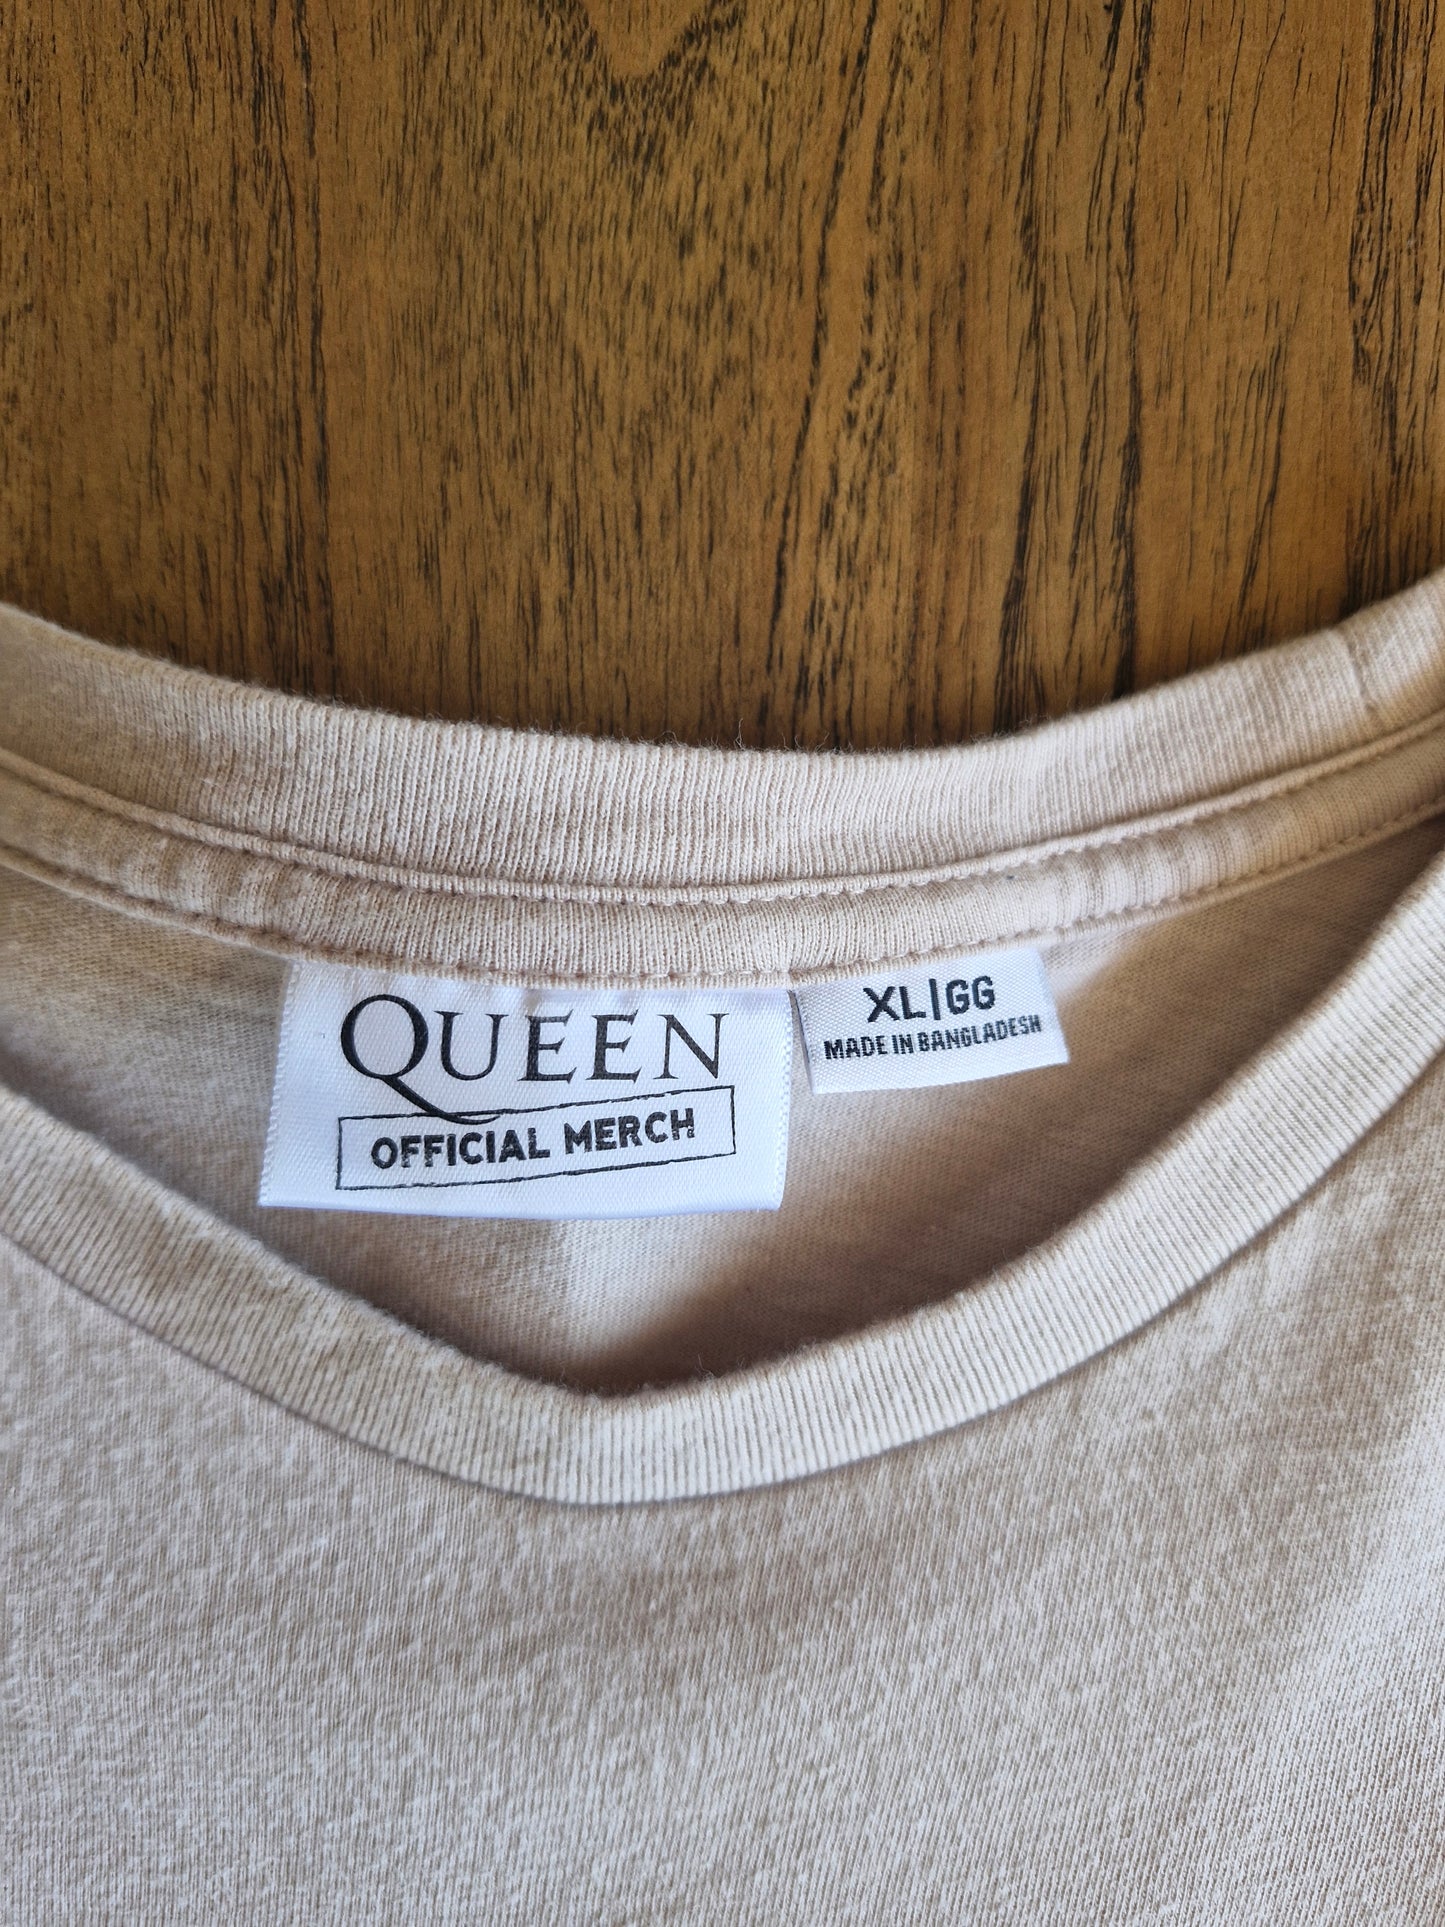 QUEEN
OFFICIAL MERCH
XL|GG
MADE IN BANGLADESH